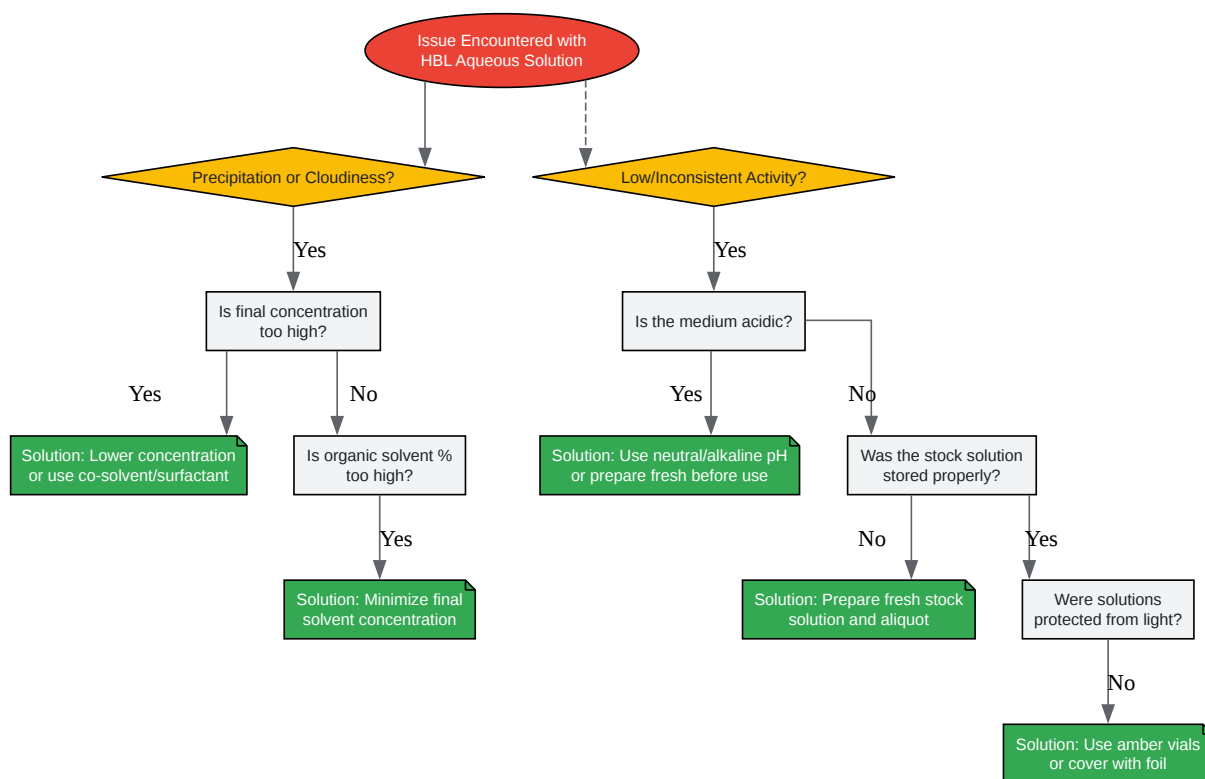 Issue Encountered with
HBL Aqueous Solution
Precipitation or Cloudiness?
Low/Inconsistent Activity?
Yes
Yes
Is final concentration
too high?
Is the medium acidic?
Yes
No
Yes
No
Solution: Lower concentration
or use co-solvent/surfactant
Is organic solvent %
too high?
Solution: Use neutral/alkaline pH
or prepare fresh before use
Was the stock solution
stored properly?
Yes
No
Yes
Solution: Minimize final
solvent concentration
Solution: Prepare fresh stock
solution and aliquot
Were solutions
protected from light?
No
Solution: Use amber vials
or cover with foil